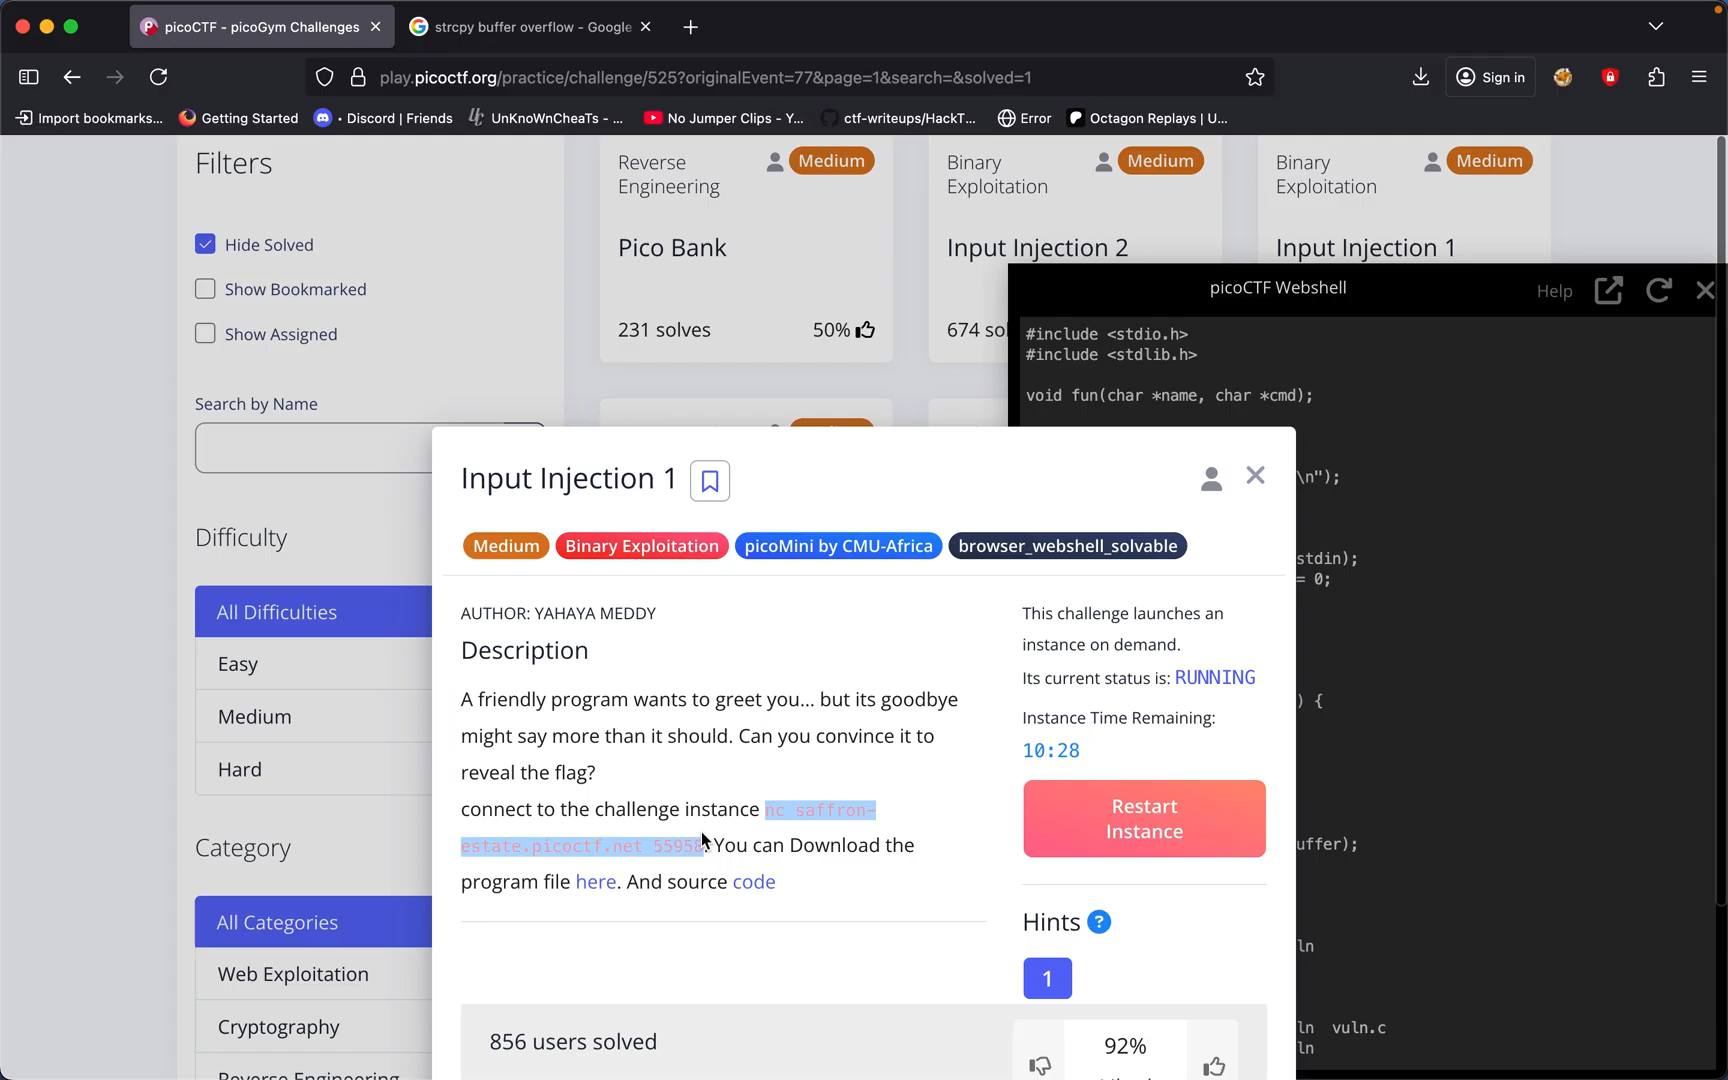 picoCTF - picoGym Challenges
strcpy buffer overflow - Google
play.picoctf.org/practice/challenge/525?originalEvent=77&page=1&search=&solved=1
Sign in
Import bookmarks...
Getting Started
• Discord | Friends
UnKnoWnCheaTs - ...
No Jumper Clips - Y...
ctf-writeups/HackT...
Error
Octagon Replays | U...
Filters
Hide Solved
Show Bookmarked
Show Assigned
Search by Name
Difficulty
All Difficulties
Easy
Medium
Hard
Category
All Categories
Web Exploitation
Cryptography
Reverse Engineering
Reverse
Engineering
Medium
Pico Bank
231 solves
50%
Binary
Exploitation
Medium
Input Injection 2
674 so
Binary
Exploitation
Medium
Input Injection 1
picoCTF Webshell
Help
#include <stdio.h>
#include <stdlib.h>
void fun(char *name, char *cmd);
\n");
stdin);
= 0;
) {
uffer);
ln
ln vuln.c
ln
Input Injection 1
Medium
Binary Exploitation
picoMini by CMU-Africa
browser_webshell_solvable
AUTHOR: YAHAYA MEDDY
Description
A friendly program wants to greet you... but its goodbye
might say more than it should. Can you convince it to
reveal the flag?
connect to the challenge instance nc saffron-
estate.picoctf.net 55958. You can Download the
program file here. And source code
This challenge launches an
instance on demand.
Its current status is: RUNNING
Instance Time Remaining:
10:28
Restart
Instance
Hints ?
1
856 users solved
92%